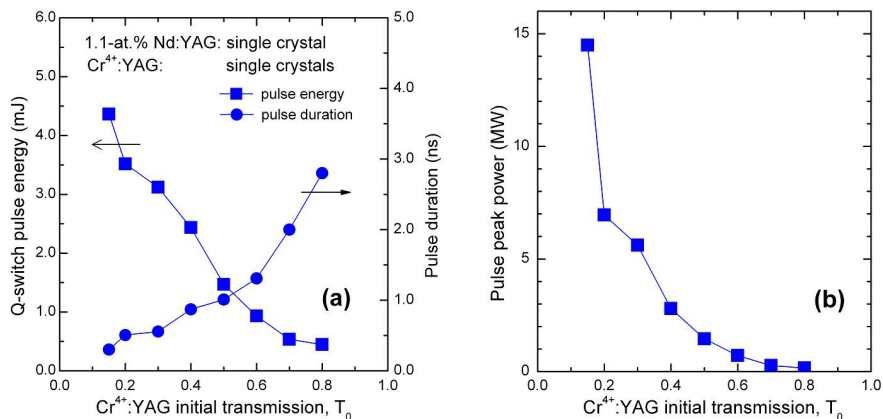 1.1-at.% Nd:YAG: single crystal
Cr⁴⁺:YAG: single crystals
pulse energy
pulse duration
(a)
Q-switch pulse energy (mJ)
6.0
5.0
4.0
3.0
2.0
1.0
0.0
Pulse duration (ns)
5.0
4.0
3.0
2.0
1.0
0.0
0.0 0.2 0.4 0.6 0.8 1.0
Cr⁴⁺:YAG initial transmission, T₀
(b)
Pulse peak power (MW)
15
10
5
0
0.0 0.2 0.4 0.6 0.8 1.0
Cr⁴⁺:YAG initial transmission, T₀